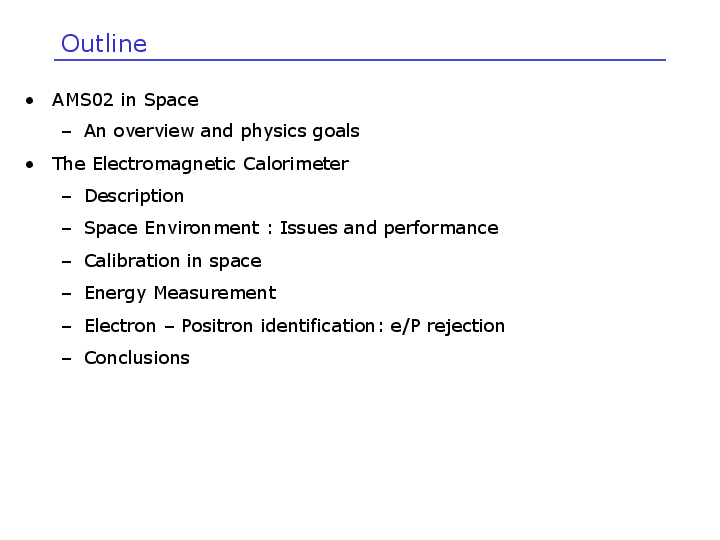 Outline
• AMS02 in Space
– An overview and physics goals
• The Electromagnetic Calorimeter
– Description
– Space Environment : Issues and performance
– Calibration in space
– Energy Measurement
– Electron – Positron identification: e/P rejection
– Conclusions